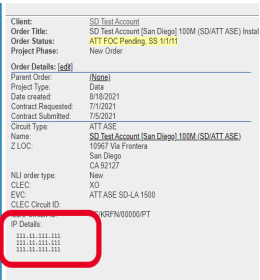 Client: SD Test Account
Order Title: SD Test Account [San Diego] 100M (SD/ATT ASE) Instal
Order Status: ATT FOC Pending, SS 1/1/11
Project Phase: New Order
Order Details: [edit]
Parent Order: (None)
Project Type: Data
Date created: 8/18/2021
Contract Requested: 7/1/2021
Contract Submitted: 7/5/2021
Circuit Type: ATT ASE
Name: SD Test Account [San Diego] 100M (SD/ATT ASE)
Z LOC: 10967 Via Frontera
San Diego
CA 92127
NLI order type: New
CLEC: XO
EVC: ATT ASE SD-LA 1500
CLEC Circuit ID:
/KRFN/00000/PT
IP Details:
111.11.111.111
111.11.111.111
111.11.111.111